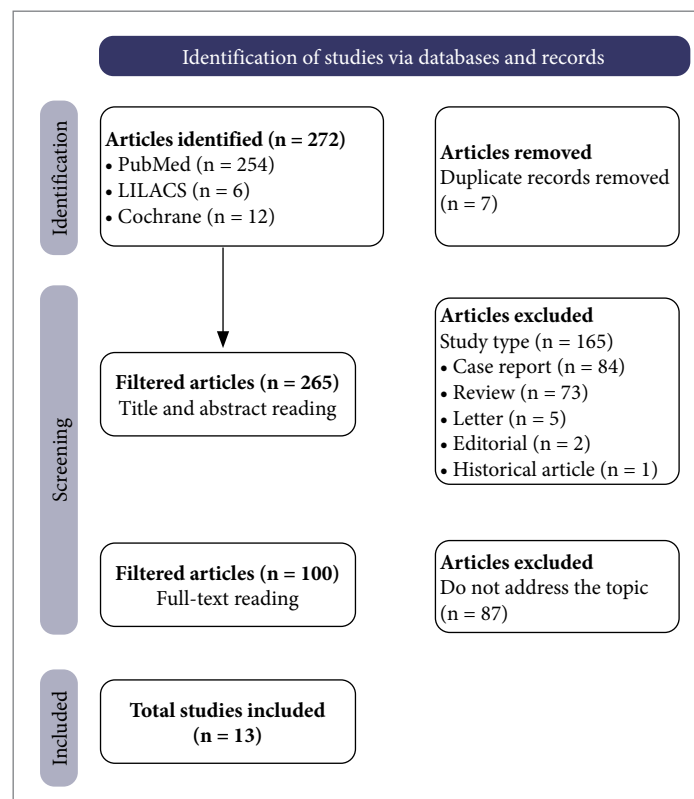 Identification of studies via databases and records
Identification
Articles identified (n = 272)
• PubMed (n = 254)
• LILACS (n = 6)
• Cochrane (n = 12)
Articles removed
Duplicate records removed
(n = 7)
Screening
Filtered articles (n = 265)
Title and abstract reading
Articles excluded
Study type (n = 165)
• Case report (n = 84)
• Review (n = 73)
• Letter (n = 5)
• Editorial (n = 2)
• Historical article (n = 1)
Filtered articles (n = 100)
Full-text reading
Articles excluded
Do not address the topic
(n = 87)
Included
Total studies included
(n = 13)